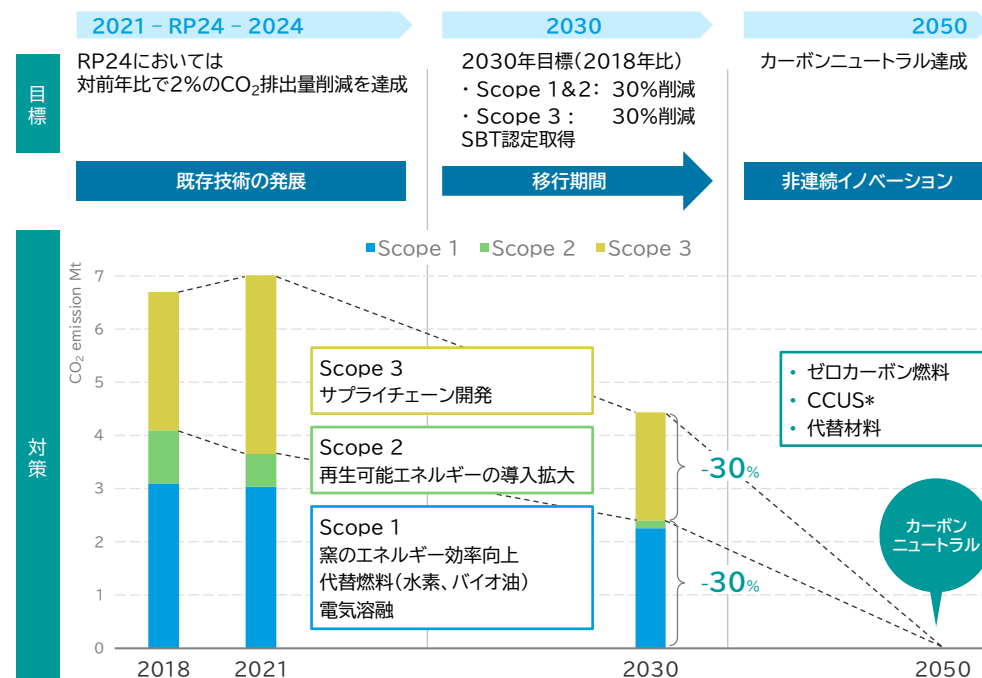 2021 – RP24 – 2024
2030
2050
目標
RP24においては
対前年比で2%のCO₂排出量削減を達成
2030年目標(2018年比)
・Scope 1&2: 30%削減
・Scope 3 : 30%削減
SBT認定取得
カーボンニュートラル達成
既存技術の発展
移行期間
非連続イノベーション
対策
Scope 1
Scope 2
Scope 3
CO₂ emission Mt
7
6
5
4
3
2
1
0
Scope 3
サプライチェーン開発
Scope 2
再生可能エネルギーの導入拡大
Scope 1
窯のエネルギー効率向上
代替燃料(水素、バイオ油)
電気溶融
-30%
-30%
• ゼロカーボン燃料
• CCUS*
• 代替材料
カーボン
ニュートラル
2018
2021
2030
2050